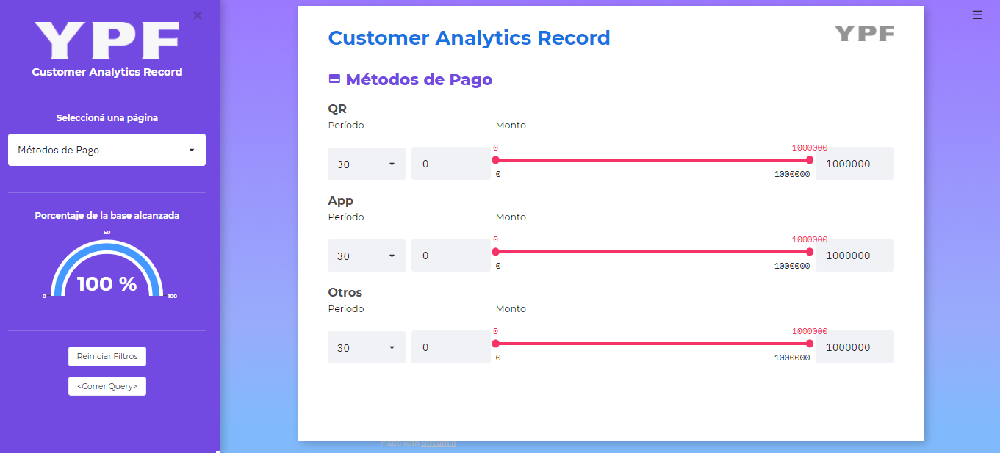 YPF
Customer Analytics Record
Seleccioná una página
Métodos de Pago
Porcentaje de la base alcanzada
50
100 %
0
100
Reiniciar Filtros
<Correr Query>
Customer Analytics Record
YPF
Métodos de Pago
QR
Período
Monto
30
0
0
1000000
0
1000000
1000000
App
Período
Monto
30
0
0
1000000
0
1000000
1000000
Otros
Período
Monto
30
0
0
1000000
0
1000000
1000000
Made with Streamlit